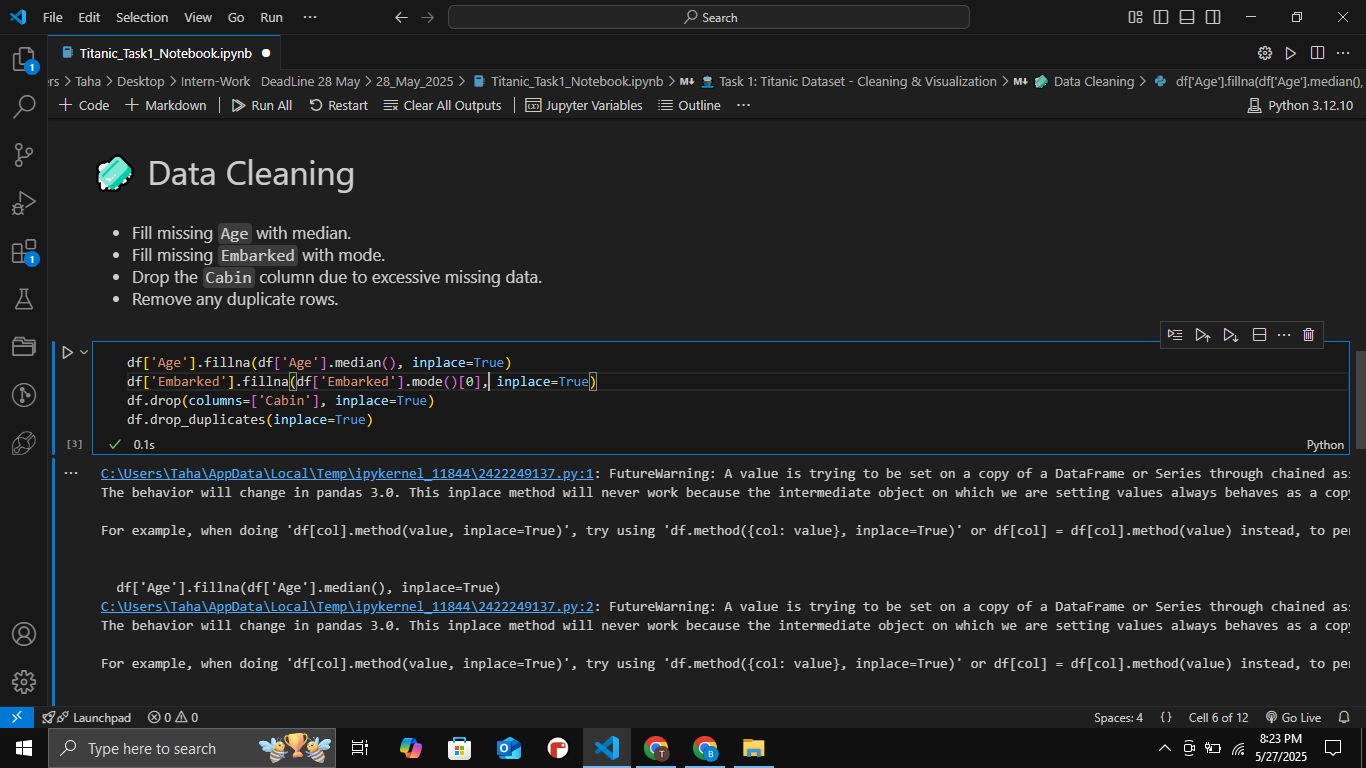 File Edit Selection View Go Run ··· Search
Titanic_Task1_Notebook.ipynb
ers > Taha > Desktop > Intern-Work DeadLine 28 May > 28_May_2025 > Titanic_Task1_Notebook.ipynb > M↓ Task 1: Titanic Dataset - Cleaning & Visualization > M↓ Data Cleaning > df['Age'].fillna(df['Age'].median(),
+ Code + Markdown Run All Restart Clear All Outputs Jupyter Variables Outline ··· Python 3.12.10
Data Cleaning
• Fill missing Age with median.
• Fill missing Embarked with mode.
• Drop the Cabin column due to excessive missing data.
• Remove any duplicate rows.
df['Age'].fillna(df['Age'].median(), inplace=True)
df['Embarked'].fillna(df['Embarked'].mode()[0], inplace=True)
df.drop(columns=['Cabin'], inplace=True)
df.drop_duplicates(inplace=True)
[3] 0.1s Python
C:\Users\Taha\AppData\Local\Temp\ipykernel_11844\2422249137.py:1: FutureWarning: A value is trying to be set on a copy of a DataFrame or Series through chained as
The behavior will change in pandas 3.0. This inplace method will never work because the intermediate object on which we are setting values always behaves as a copy
For example, when doing 'df[col].method(value, inplace=True)', try using 'df.method({col: value}, inplace=True)' or df[col] = df[col].method(value) instead, to pe
df['Age'].fillna(df['Age'].median(), inplace=True)
C:\Users\Taha\AppData\Local\Temp\ipykernel_11844\2422249137.py:2: FutureWarning: A value is trying to be set on a copy of a DataFrame or Series through chained as
The behavior will change in pandas 3.0. This inplace method will never work because the intermediate object on which we are setting values always behaves as a copy
For example, when doing 'df[col].method(value, inplace=True)', try using 'df.method({col: value}, inplace=True)' or df[col] = df[col].method(value) instead, to pe
Launchpad 0 0 Spaces: 4 {} Cell 6 of 12 Go Live
Type here to search
8:23 PM
5/27/2025
1
1
T
B